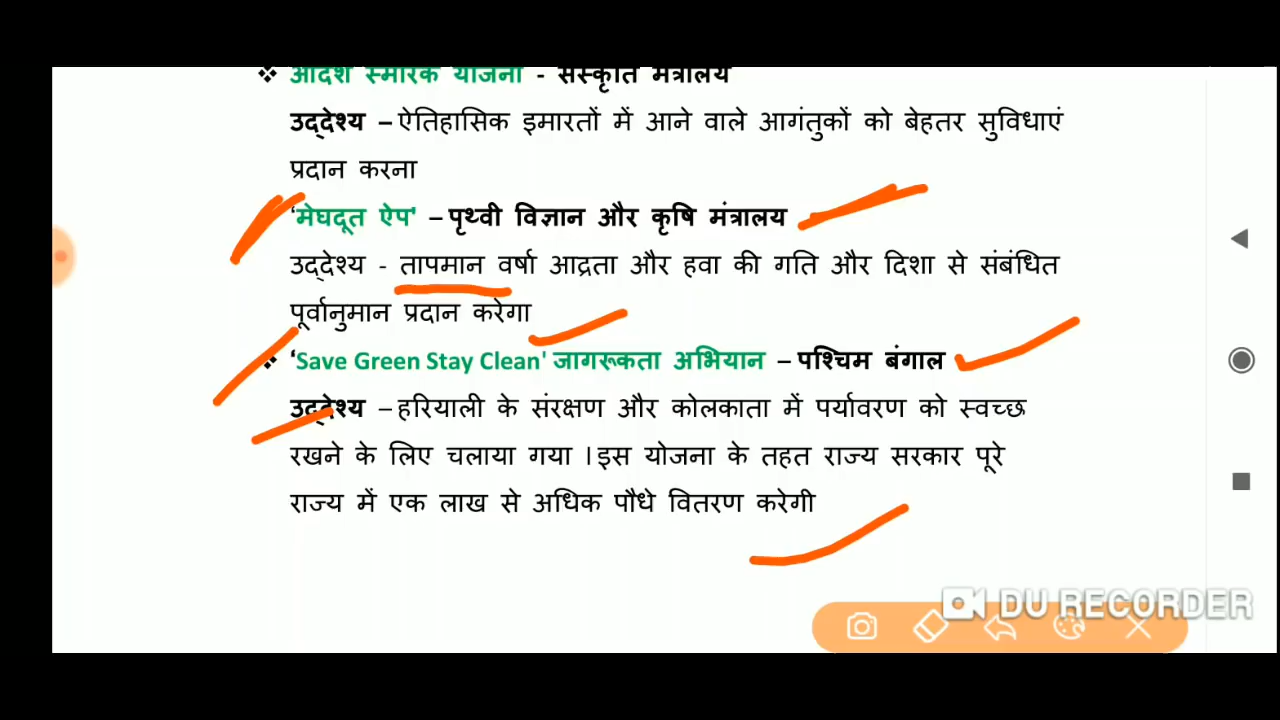 ❖ आदर्श स्मारक योजना - संस्कृति मंत्रालय
उद्देश्य – ऐतिहासिक इमारतों में आने वाले आगंतुकों को बेहतर सुविधाएं
प्रदान करना
'मेघदूत ऐप' – पृथ्वी विज्ञान और कृषि मंत्रालय
उद्देश्य - तापमान वर्षा आद्रता और हवा की गति और दिशा से संबंधित
पूर्वानुमान प्रदान करेगा
❖ 'Save Green Stay Clean' जागरूकता अभियान – पश्चिम बंगाल
उद्देश्य – हरियाली के संरक्षण और कोलकाता में पर्यावरण को स्वच्छ
रखने के लिए चलाया गया । इस योजना के तहत राज्य सरकार पूरे
राज्य में एक लाख से अधिक पौधे वितरण करेगी
DU RECORDER